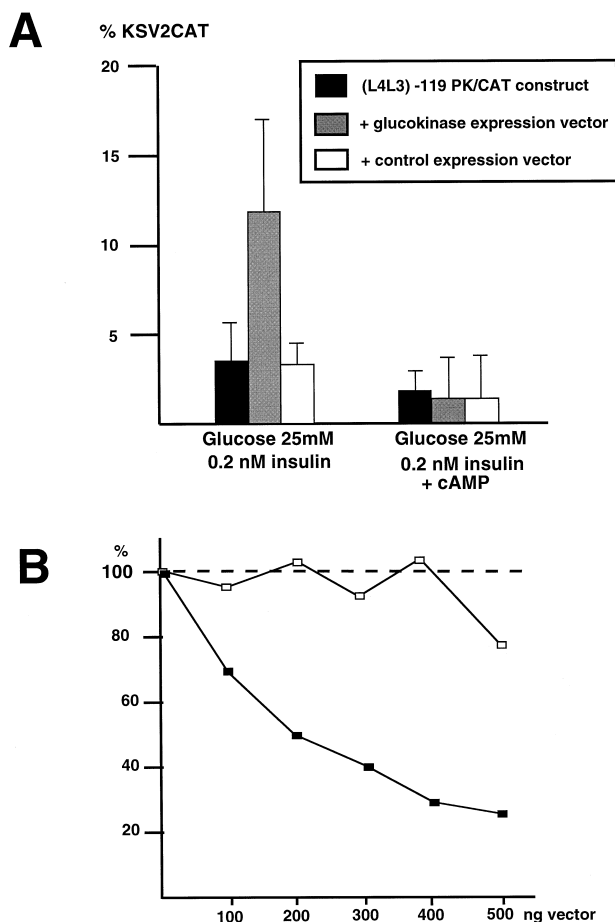 A
% KSV2CAT
20
15
10
5
(L4L3) -119 PK/CAT construct
+ glucokinase expression vector
+ control expression vector
Glucose 25mM
0.2 nM insulin
Glucose 25mM
0.2 nM insulin
+ cAMP
B
%
100
80
60
40
20
100 200 300 400 500 ng vector